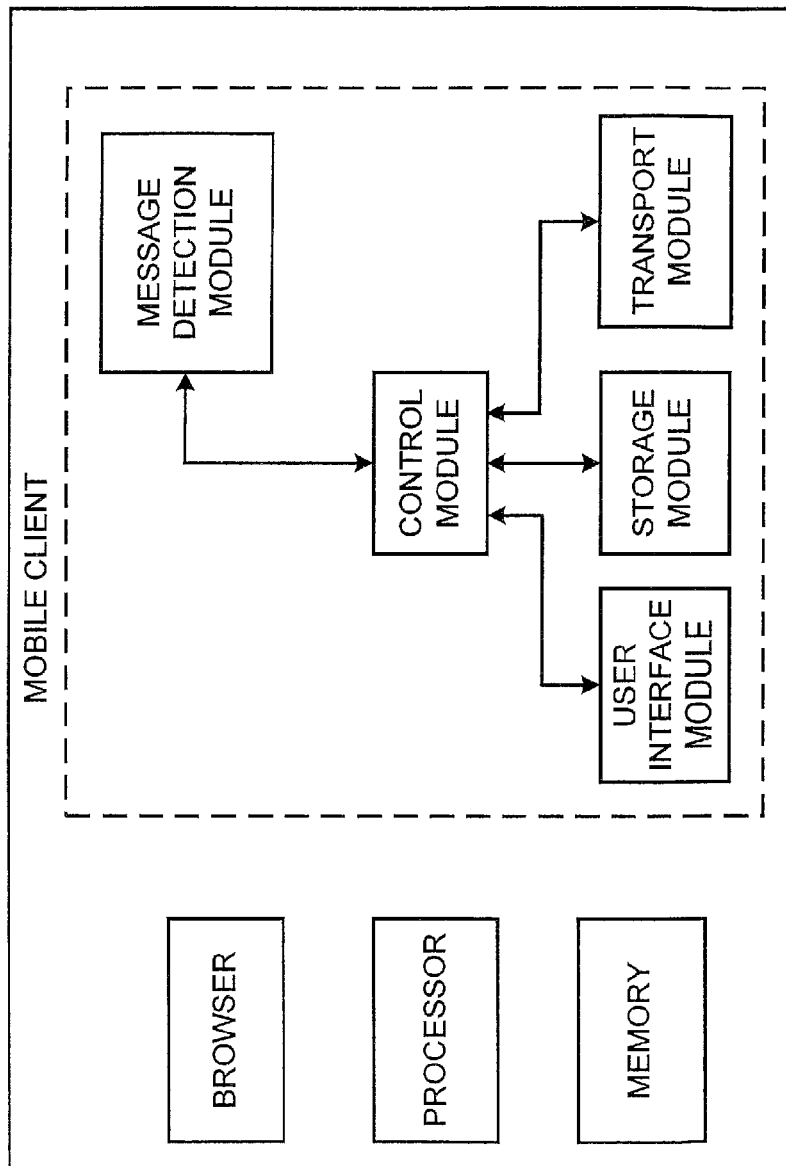 MOBILE CLIENT
BROWSER
MESSAGE
DETECTION
MODULE
PROCESSOR
CONTROL
MODULE
MEMORY
USER
INTERFACE
MODULE
STORAGE
MODULE
TRANSPORT
MODULE